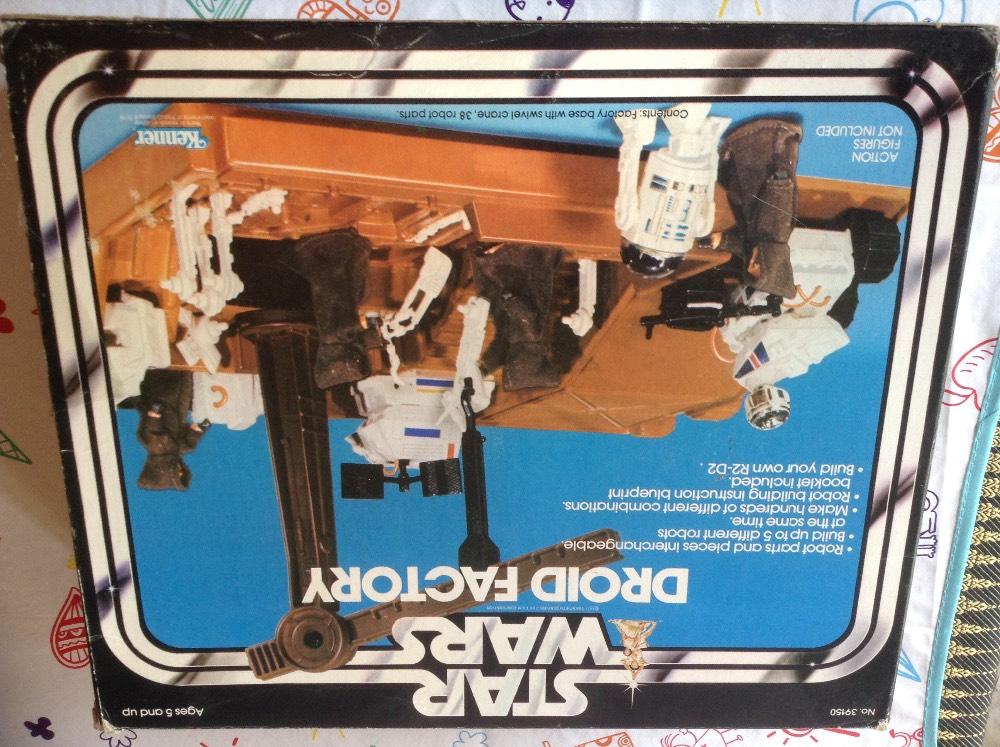 No. 39150
Ages 5 and up
STAR
WARS
DROID FACTORY
• Robot parts and pieces interchangeable.
• Build up to 5 different robots
at the same time.
• Make hundreds of different combinations.
• Robot building instruction blueprint
booklet included.
• Build your own R2-D2.
ACTION
FIGURES
NOT INCLUDED
Contents: Factory base with swivel crane, 38 robot parts.
Kenner